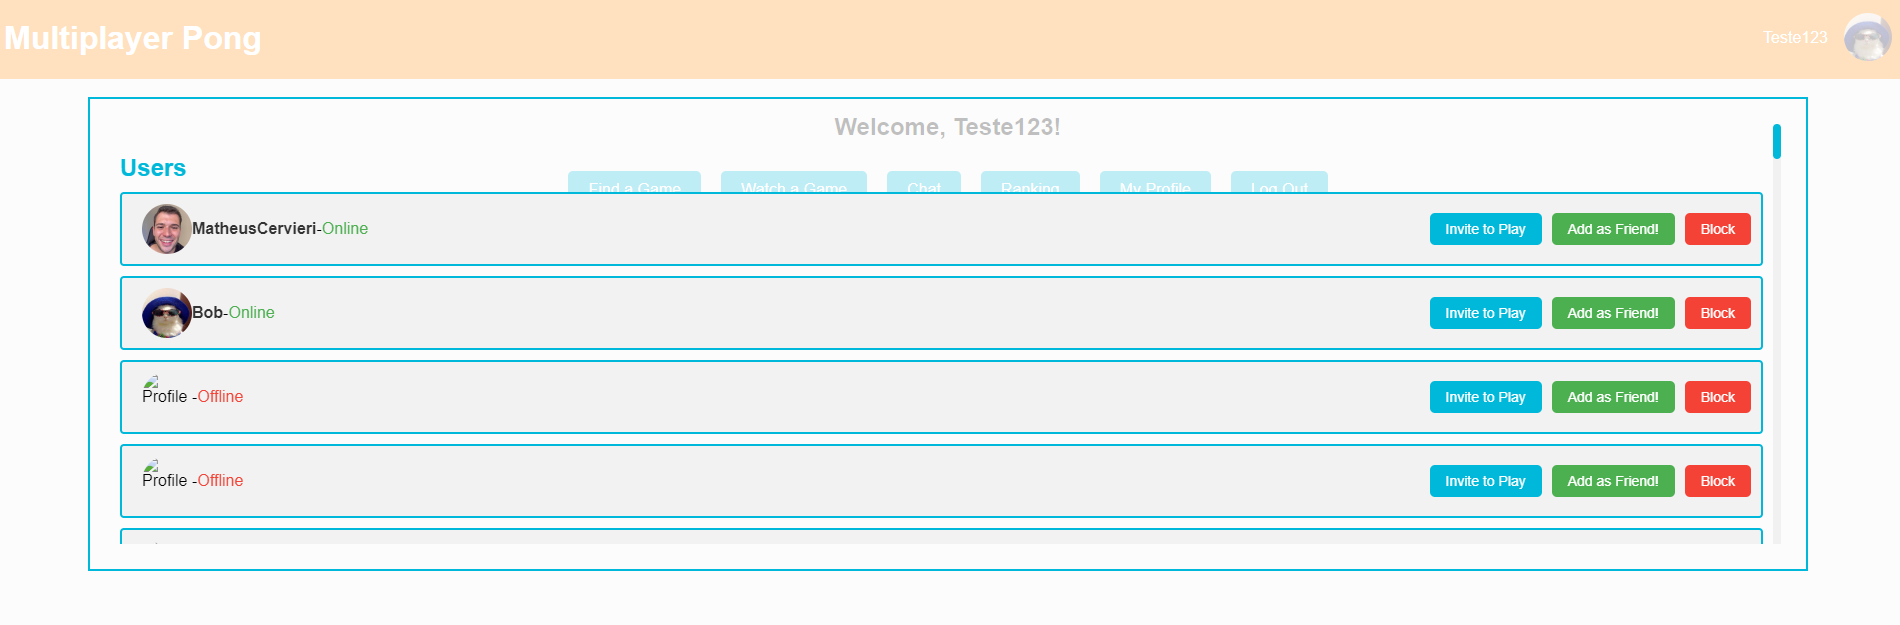 Multiplayer Pong
Teste123
Welcome, Teste123!
Users
Find a Game Watch a Game Chat Ranking My Profile Log Out
MatheusCervieri-Online Invite to Play Add as Friend! Block
Bob-Online Invite to Play Add as Friend! Block
Profile -Offline Invite to Play Add as Friend! Block
Profile -Offline Invite to Play Add as Friend! Block